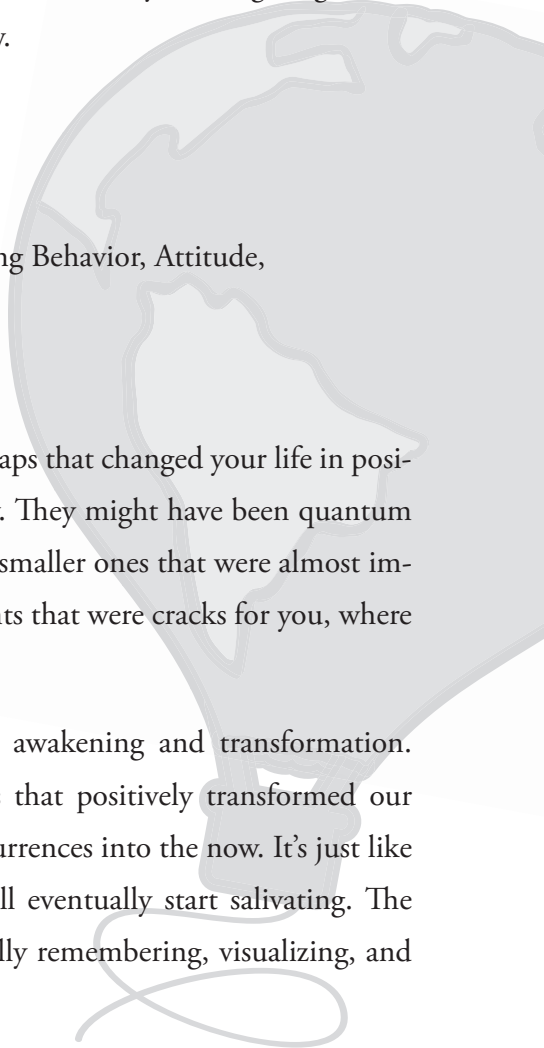 y.
ng Behavior, Attitude,
aps that changed your life in posi-
. They might have been quantum
smaller ones that were almost im-
nts that were cracks for you, where
awakening and transformation.
s that positively transformed our
urrences into the now. It’s just like
ll eventually start salivating. The
lly remembering, visualizing, and